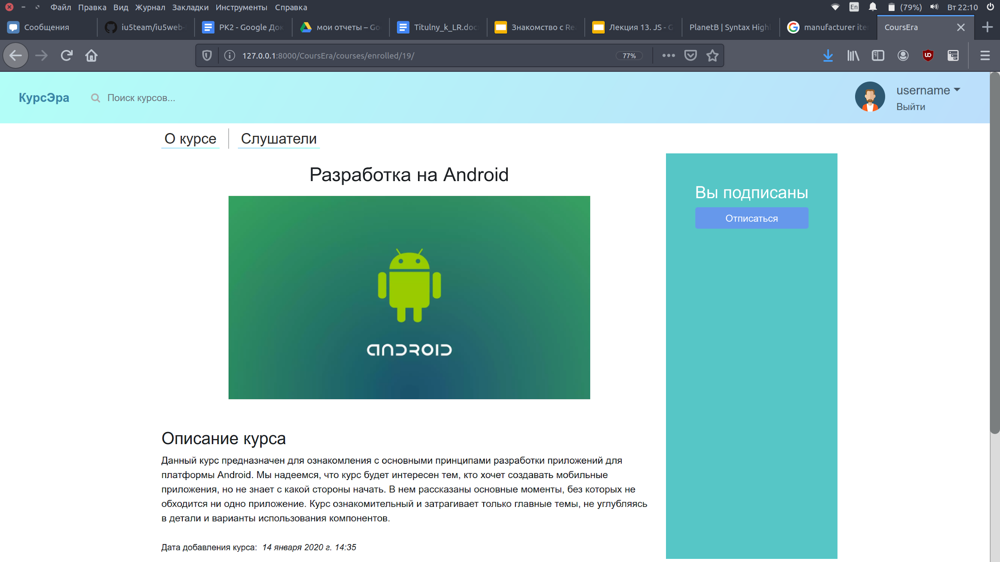 Файл Правка Вид Журнал Закладки Инструменты Справка En (79%) Вт 22:10
Сообщения iu5team/iu5web- РК2 - Google Док мои отчеты – Go Titulny_k_LR.doc Знакомство с Re Лекция 13. JS - G PlanetB | Syntax Highl manufacturer ite CoursEra
127.0.0.1:8000/CoursEra/courses/enrolled/19/ 77%
КурсЭра Поиск курсов... username
Выйти
О курсе Слушатели
Разработка на Android
Вы подписаны
Отписаться
ANDROID
Описание курса
Данный курс предназначен для ознакомления с основными принципами разработки приложений для
платформы Android. Мы надеемся, что курс будет интересен тем, кто хочет создавать мобильные
приложения, но не знает с какой стороны начать. В нем рассказаны основные моменты, без которых не
обходится ни одно приложение. Курс ознакомительный и затрагивает только главные темы, не углубляясь
в детали и варианты использования компонентов.
Дата добавления курса: 14 января 2020 г. 14:35